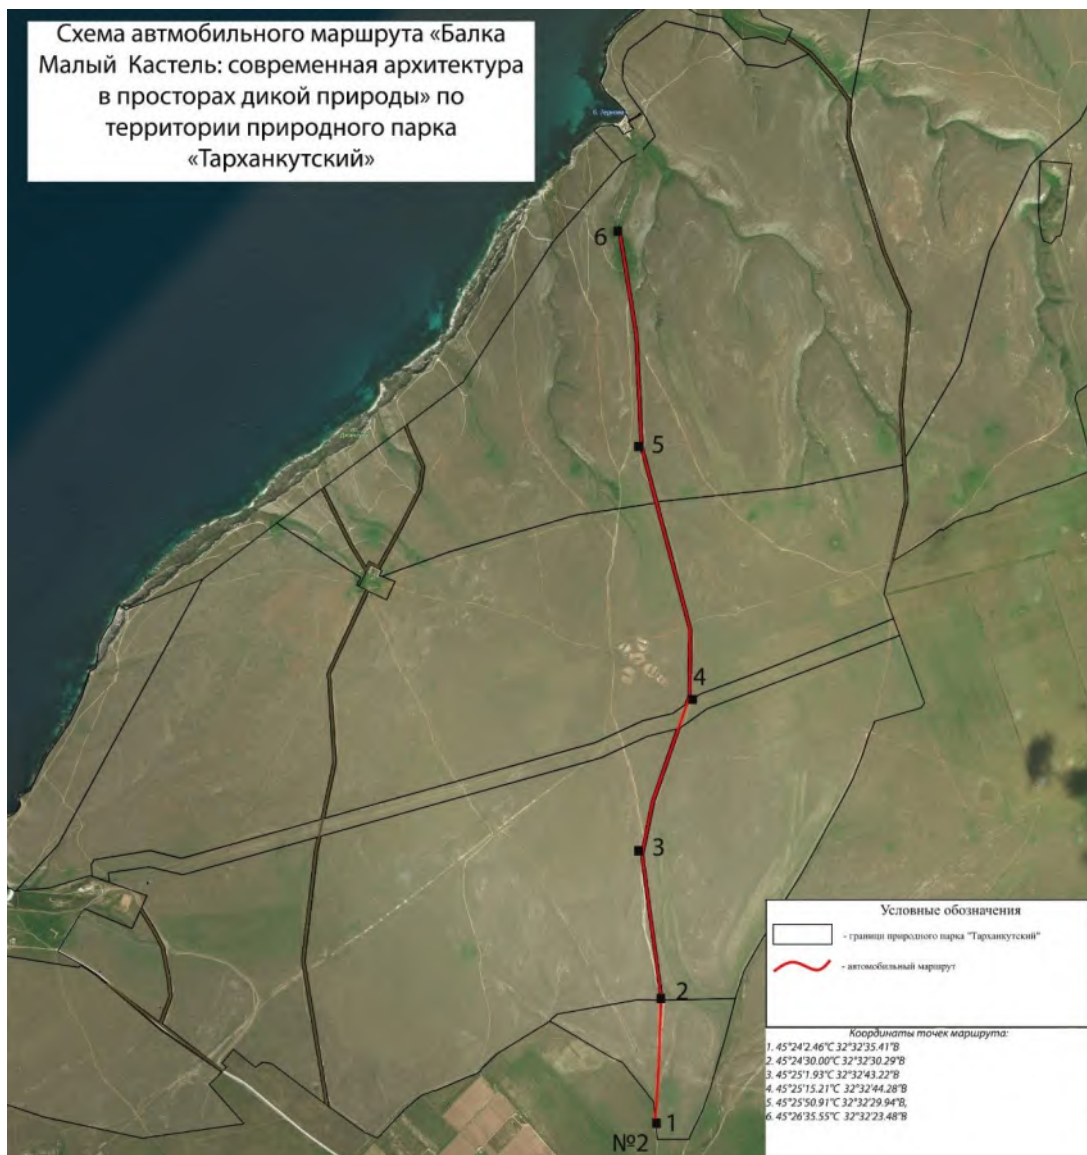 Схема автмобильного маршрута «Балка
Малый Кастель: современная архитектура
в просторах дикой природы» по
территории природного парка
«Тарханкутский»
6
5
4
3
2
1
№2
Условные обозначения
- граници природного парка "Тарханкутский"
- автомобильный маршрут
Координаты точек маршрута:
1. 45°24'2.46"С 32°32'35.41"В
2. 45°24'30.00"С 32°32'30.29"В
3. 45°25'1.93"С 32°32'43.22"В
4. 45°25'15.21"С 32°32'44.28"В
5. 45°25'50.91"С 32°32'29.94"В,
6. 45°26'35.55"С 32°32'23.48"В